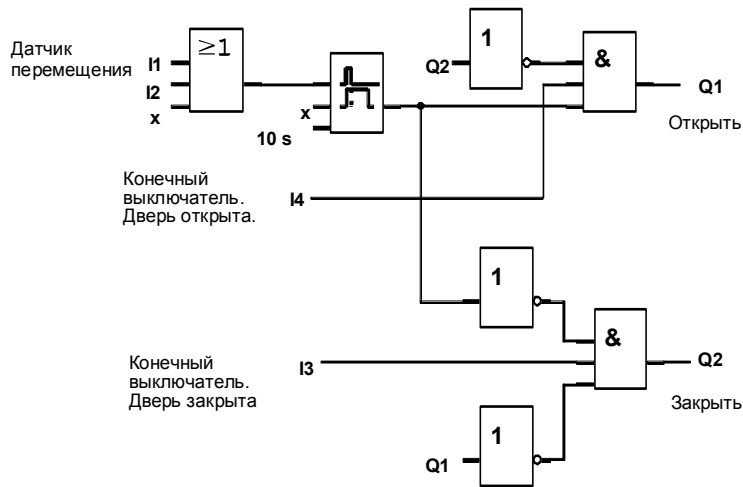 Датчик
перемещения
I1
I2
x
≥1
x
10 s
Q2
1
&
Q1
Открыть
Конечный
выключатель.
Дверь открыта.
I4
1
Конечный
выключатель.
Дверь закрыта
I3
&
Q2
Закрыть
1
Q1